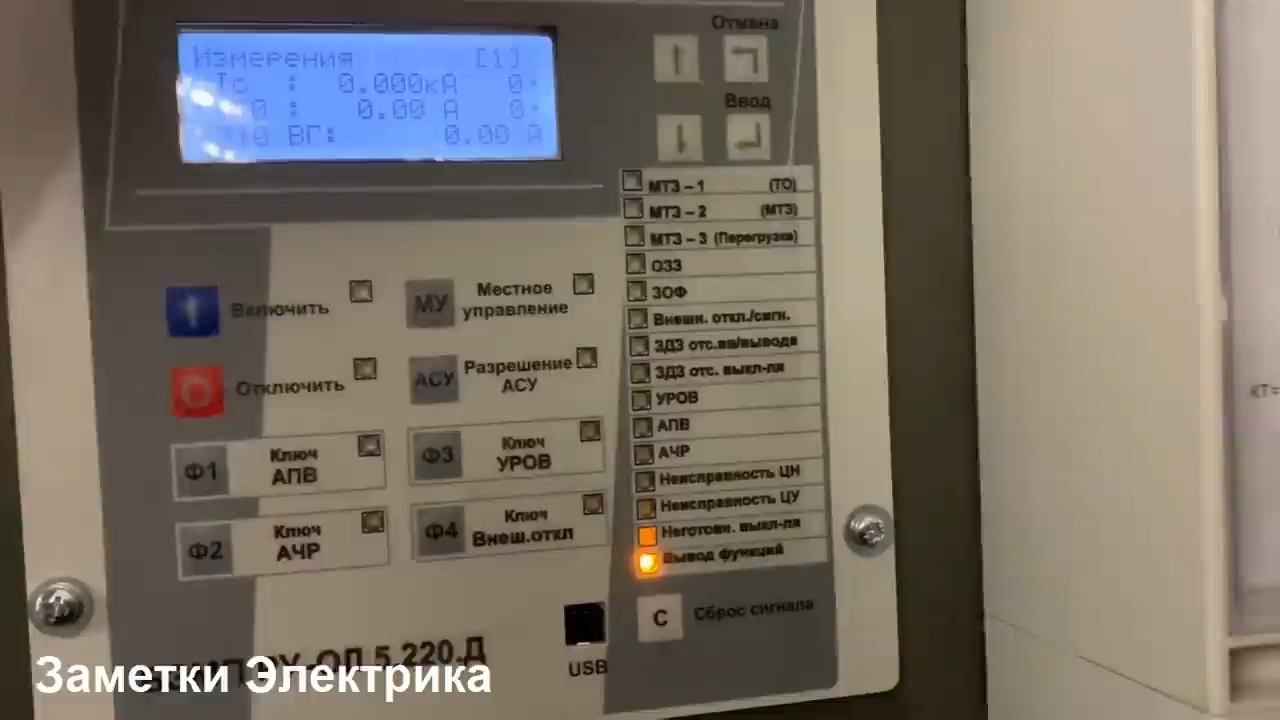 Измерения [1]
: 0.000кА 0
0 : 0.00 А 0
ВГ: 0.00 А
Отмена
Ввод
МТЗ – 1 (ТО)
МТЗ – 2 (МТЗ)
МТЗ – 3 (Перегрузка)
ОЗЗ
ЗОФ
Внешн. откл./сигн.
ЗДЗ отс.вв/вывода
ЗДЗ отс. выкл-ля
УРОВ
АПВ
АЧР
Неисправность ЦН
Неисправность ЦУ
Неготовн. выкл-ля
Вывод функций
С Сброс сигнала
Включить
МУ Местное
управление
Отключить
АСУ Разрешение
АСУ
Ф1 Ключ
АПВ
Ф3 Ключ
УРОВ
Ф2 Ключ
АЧР
Ф4 Ключ
Внеш.откл
USB
ОЛ 5.220.Д
Заметки Электрика